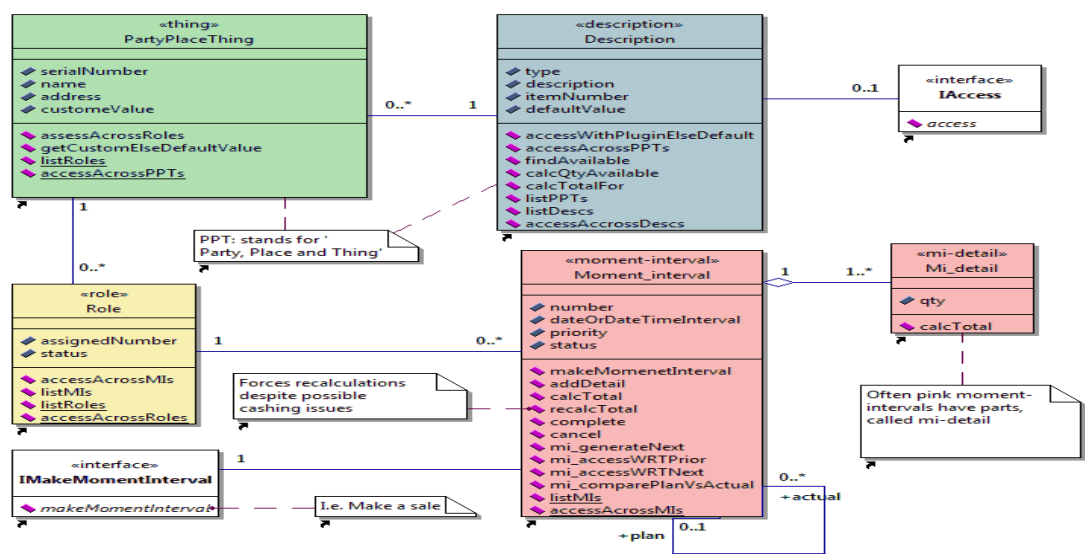 «thing»
PartyPlaceThing
serialNumber
name
address
customeValue
assessAcrossRoles
getCustomElseDefaultValue
listRoles
accessAcrossPPTs
0..*
1
«description»
Description
type
description
itemNumber
defaultValue
accessWithPluginElseDefault
accessAcrossPPTs
findAvailable
calcQtyAvailable
calcTotalFor
listPPTs
listDescs
accessAccrossDescs
0..1
«interface»
IAccess
access
1
0..*
PPT: stands for '
Party, Place and Thing'
«role»
Role
assignedNumber
status
accessAcrossMIs
listMIs
listRoles
accessAcrossRoles
1
0..*
«moment-interval»
Moment_interval
number
dateOrDateTimeInterval
priority
status
makeMomenetInterval
addDetail
calcTotal
recalcTotal
complete
cancel
mi_generateNext
mi_accessWRTPrior
mi_accessWRTNext
mi_comparePlanVsActual
listMIs
accessAcrossMIs
1
1..*
«mi-detail»
Mi_detail
qty
calcTotal
Forces recalculations
despite possible
cashing issues
Often pink moment-
intervals have parts,
called mi-detail
«interface»
IMakeMomentInterval
makeMomentInterval
1
I.e. Make a sale
0..*
+actual
0..1
+plan